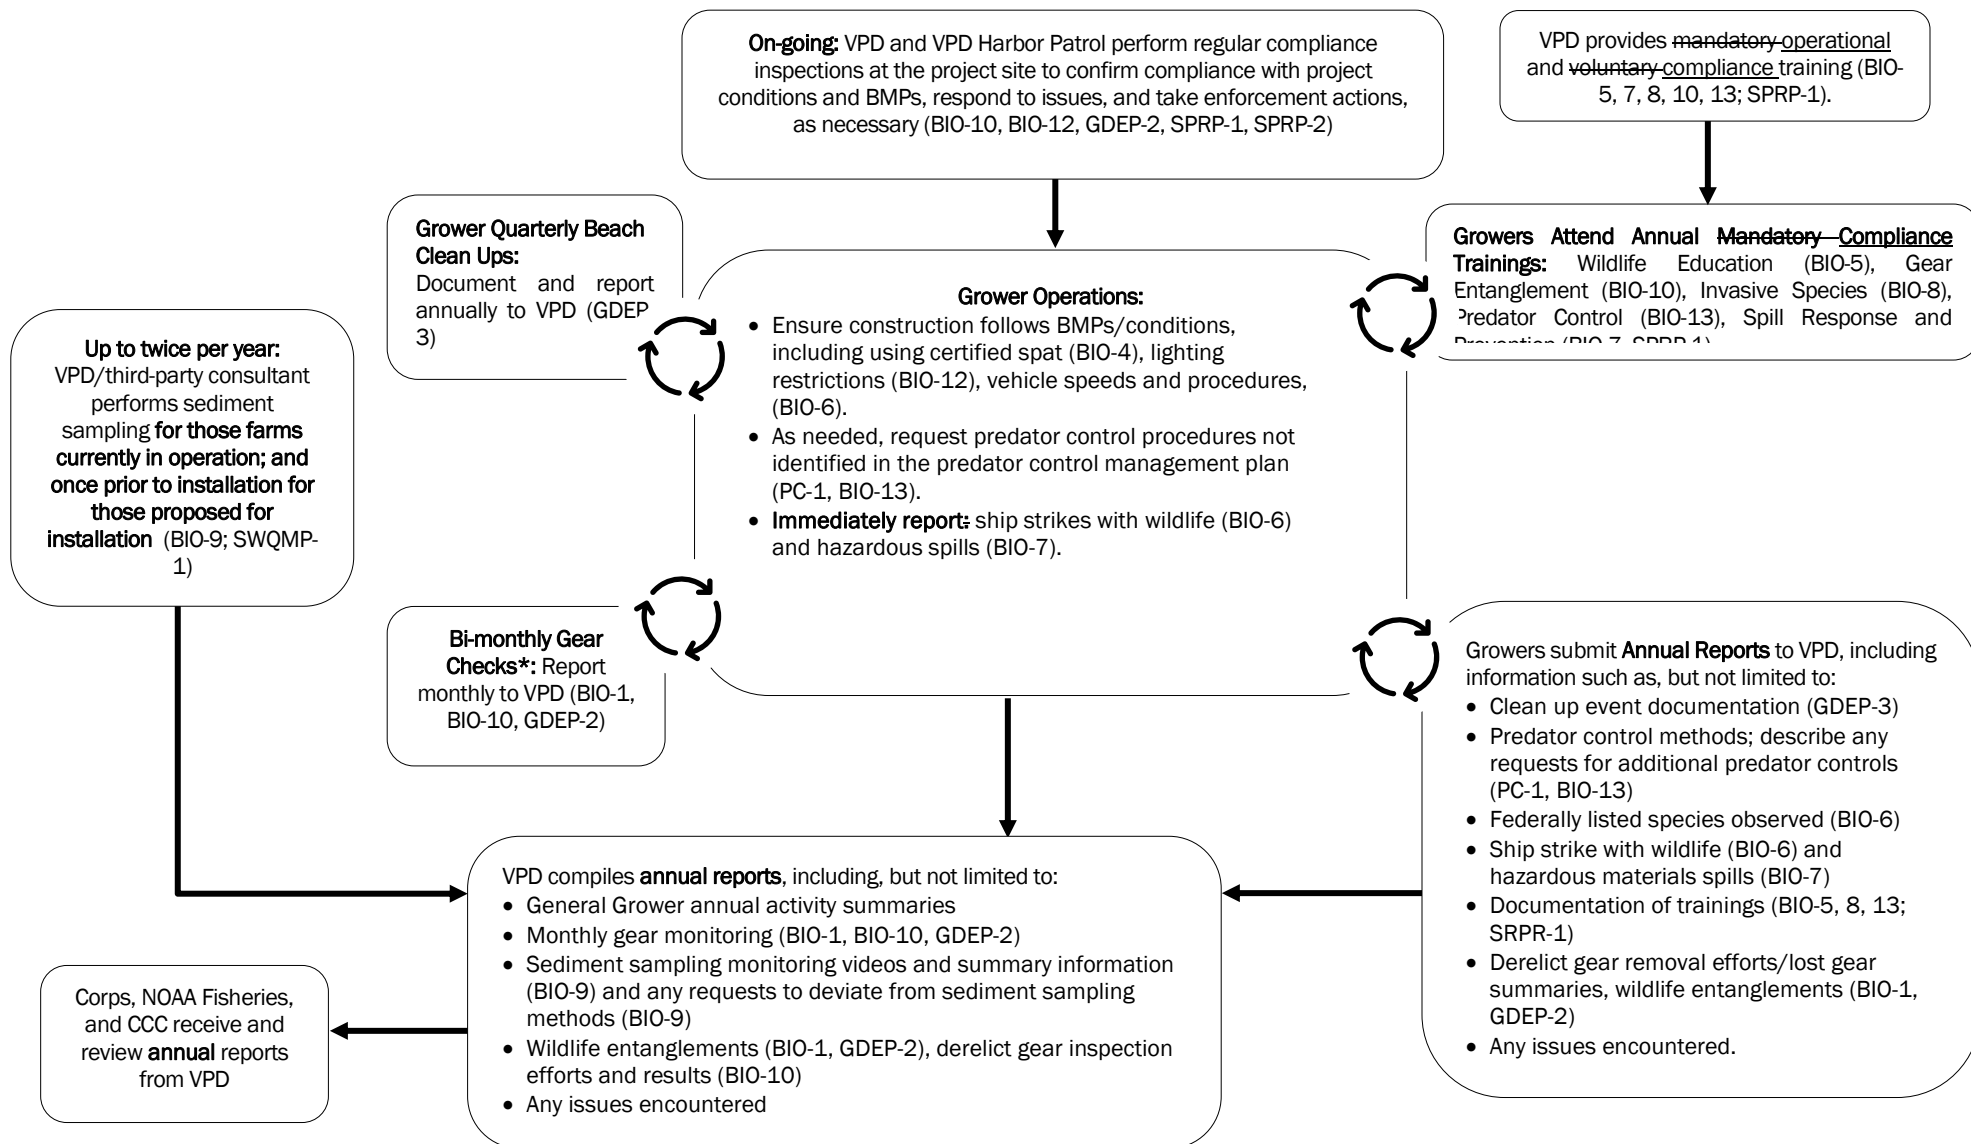 On-going: VPD and VPD Harbor Patrol perform regular compliance
inspections at the project site to confirm compliance with project
conditions and BMPs, respond to issues, and take enforcement actions,
as necessary (BIO-10, BIO-12, GDEP-2, SPRP-1, SPRP-2)
VPD provides mandatory operational
and voluntary compliance training (BIO-
5, 7, 8, 10, 13; SPRP-1).
Grower Quarterly Beach
Clean Ups:
Document and report
annually to VPD (GDEP
3)
Growers Attend Annual Mandatory Compliance
Trainings: Wildlife Education (BIO-5), Gear
Entanglement (BIO-10), Invasive Species (BIO-8),
Predator Control (BIO-13), Spill Response and
Prevention (BIO-7, SPRP-1)
Grower Operations:
• Ensure construction follows BMPs/conditions,
including using certified spat (BIO-4), lighting
restrictions (BIO-12), vehicle speeds and procedures,
(BIO-6).
• As needed, request predator control procedures not
identified in the predator control management plan
(PC-1, BIO-13).
• Immediately report: ship strikes with wildlife (BIO-6)
and hazardous spills (BIO-7).
Up to twice per year:
VPD/third-party consultant
performs sediment
sampling for those farms
currently in operation; and
once prior to installation for
those proposed for
installation (BIO-9; SWQMP-
1)
Bi-monthly Gear
Checks*: Report
monthly to VPD (BIO-1,
BIO-10, GDEP-2)
Growers submit Annual Reports to VPD, including
information such as, but not limited to:
• Clean up event documentation (GDEP-3)
• Predator control methods; describe any
requests for additional predator controls
(PC-1, BIO-13)
• Federally listed species observed (BIO-6)
• Ship strike with wildlife (BIO-6) and
hazardous materials spills (BIO-7)
• Documentation of trainings (BIO-5, 8, 13;
SRPR-1)
• Derelict gear removal efforts/lost gear
summaries, wildlife entanglements (BIO-1,
GDEP-2)
• Any issues encountered.
VPD compiles annual reports, including, but not limited to:
• General Grower annual activity summaries
• Monthly gear monitoring (BIO-1, BIO-10, GDEP-2)
• Sediment sampling monitoring videos and summary information
(BIO-9) and any requests to deviate from sediment sampling
methods (BIO-9)
• Wildlife entanglements (BIO-1, GDEP-2), derelict gear inspection
efforts and results (BIO-10)
• Any issues encountered
Corps, NOAA Fisheries,
and CCC receive and
review annual reports
from VPD